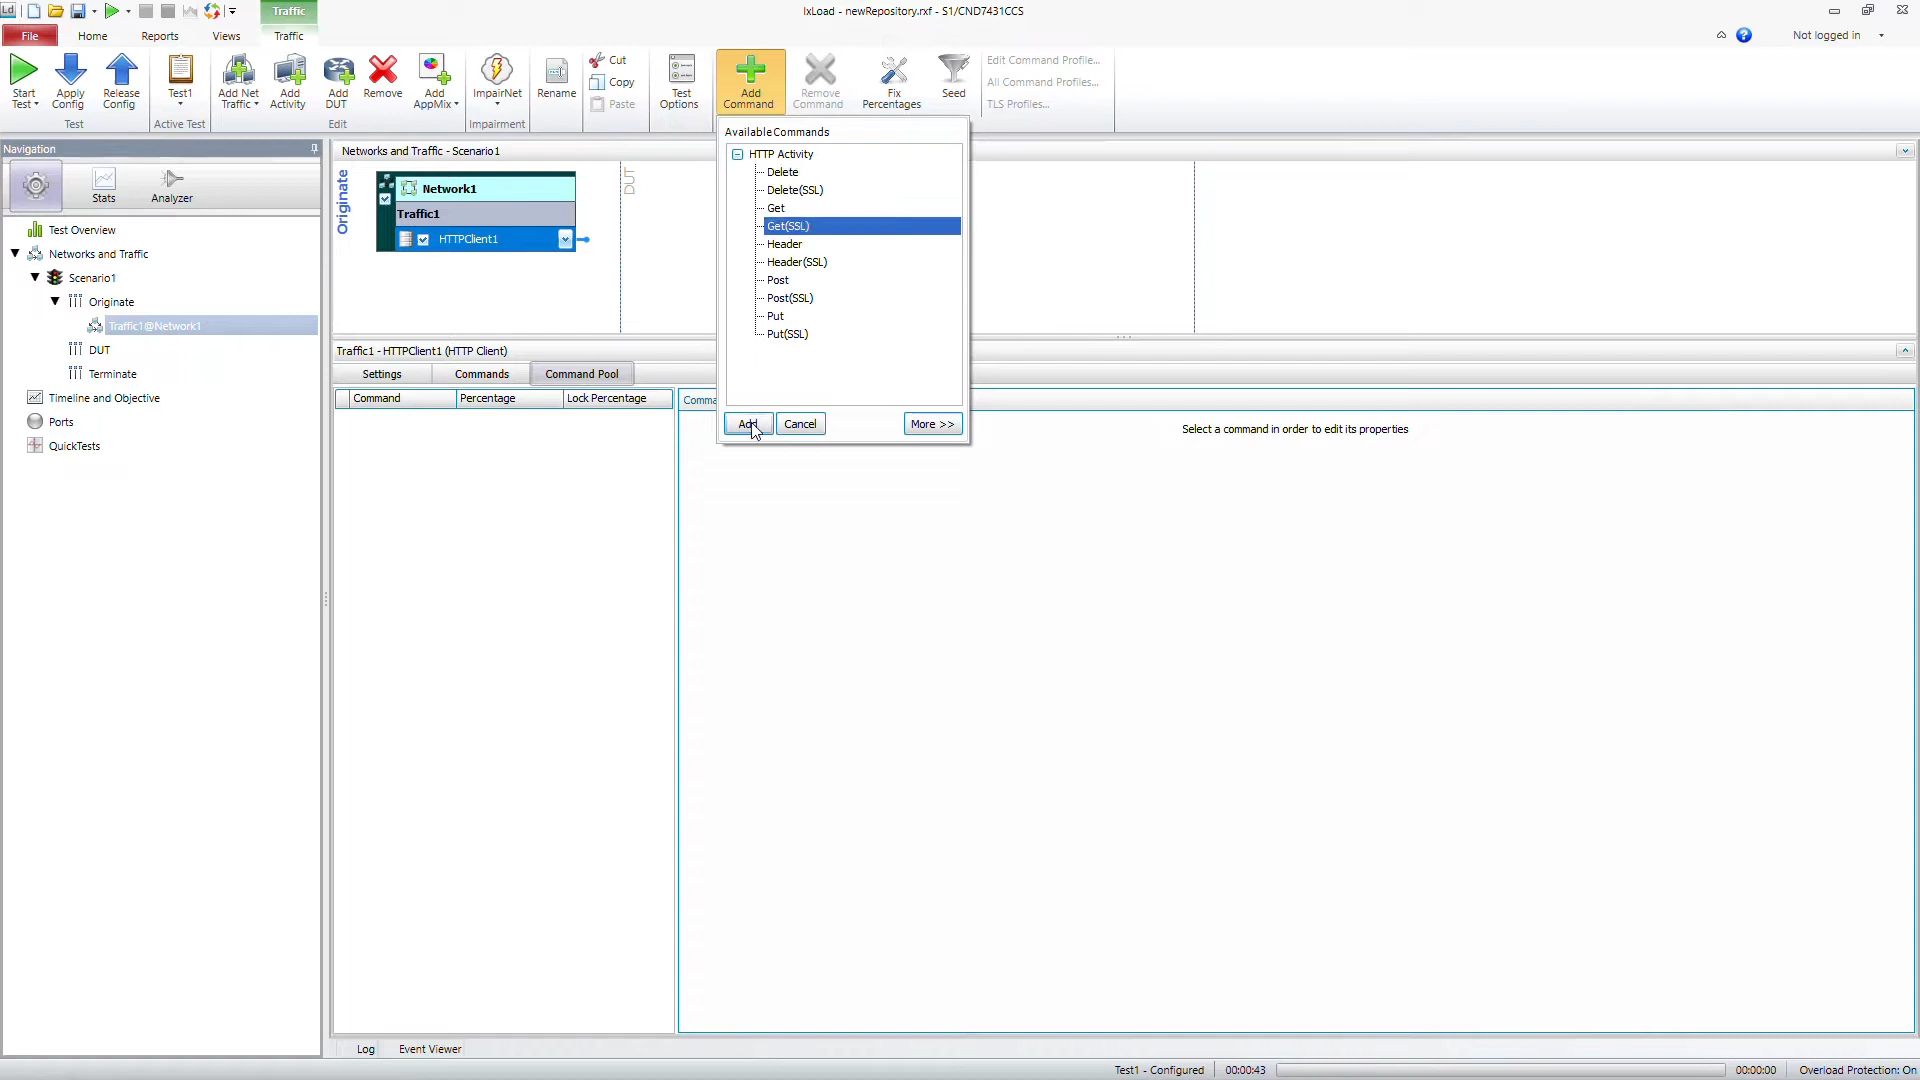 Ld
Traffic
IxLoad - newRepository.rxf - S1/CND7431CCS
File
Home
Reports
Views
Traffic
?
Not logged in
Start Test
Apply Config
Release Config
Test
Test1
Active Test
Add Net Traffic
Add Activity
Add DUT
Remove
Add AppMix
Edit
ImpairNet
Impairment
Rename
Cut
Copy
Paste
Test Options
Add Command
Remove Command
Fix Percentages
Seed
Edit Command Profile...
All Command Profiles...
TLS Profiles...
Navigation
Stats
Analyzer
Test Overview
Networks and Traffic
Scenario1
Originate
Traffic1@Network1
DUT
Terminate
Timeline and Objective
Ports
QuickTests
Networks and Traffic - Scenario1
Originate
Network1
Traffic1
HTTPClient1
DUT
Available Commands
HTTP Activity
Delete
Delete(SSL)
Get
Get(SSL)
Header
Header(SSL)
Post
Post(SSL)
Put
Put(SSL)
Add
Cancel
More >>
Traffic1 - HTTPClient1 (HTTP Client)
Settings
Commands
Command Pool
Command
Percentage
Lock Percentage
Comma
Select a command in order to edit its properties
Log
Event Viewer
Test1 - Configured
00:00:43
00:00:00
Overload Protection: On